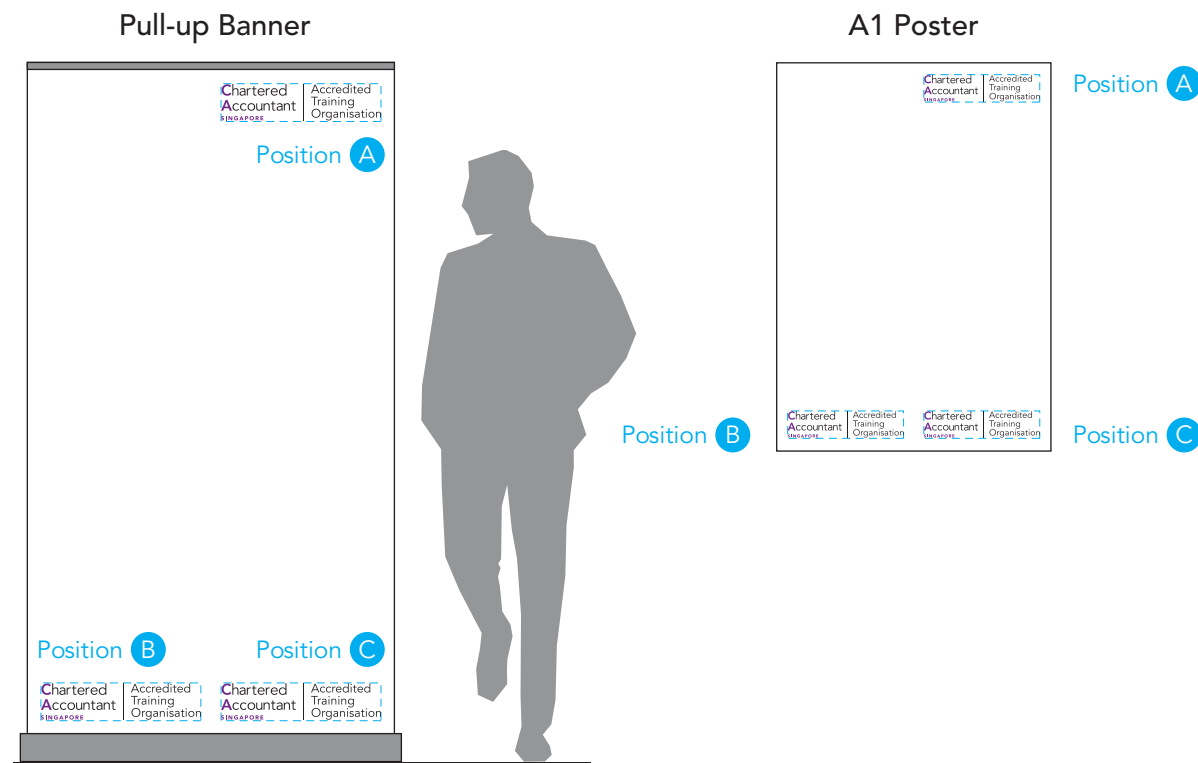 Pull-up Banner
Chartered
Accountant
SINGAPORE
Accredited
Training
Organisation
Position A
Position B
Chartered
Accountant
SINGAPORE
Accredited
Training
Organisation
Position C
Chartered
Accountant
SINGAPORE
Accredited
Training
Organisation
A1 Poster
Chartered
Accountant
SINGAPORE
Accredited
Training
Organisation
Position A
Position B
Chartered
Accountant
SINGAPORE
Accredited
Training
Organisation
Chartered
Accountant
SINGAPORE
Accredited
Training
Organisation
Position C